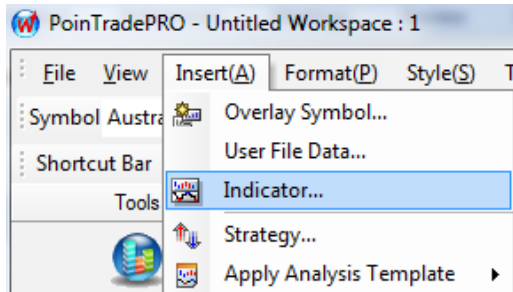 PoinTradePRO - Untitled Workspace : 1
File View Insert(A) Format(P) Style(S) T
Symbol Austra
Overlay Symbol...
Shortcut Bar
User File Data...
Tools
Indicator...
Strategy...
Apply Analysis Template